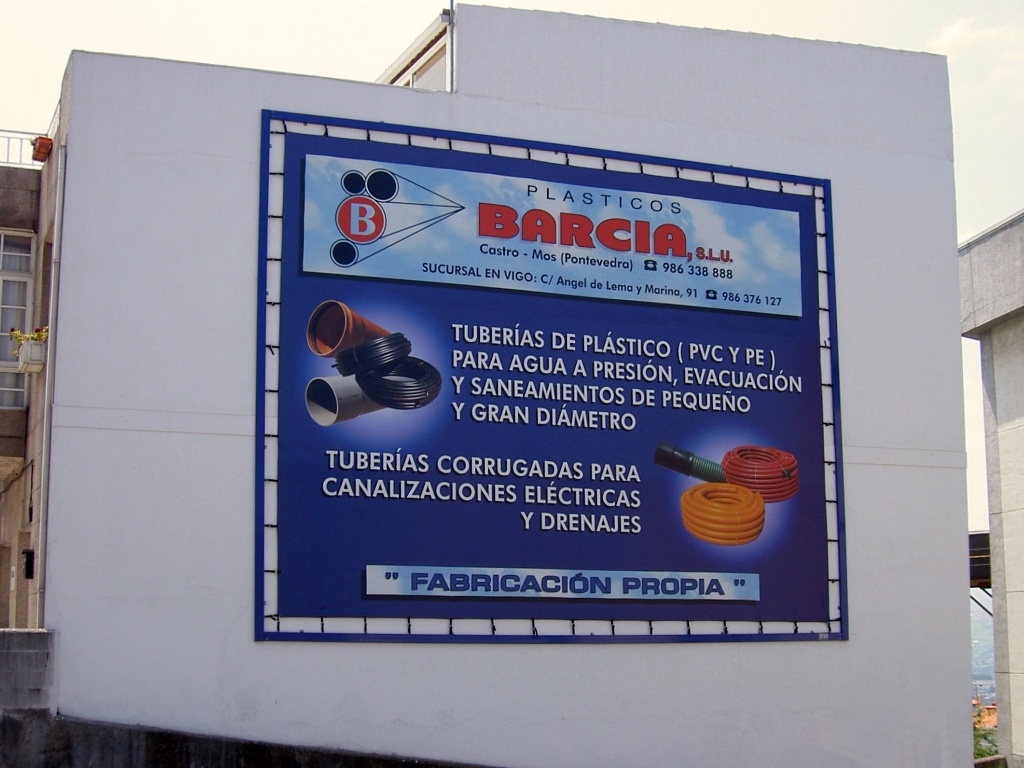 PLASTICOS
B BARCIA, S.L.U.
Castro - Mos (Pontevedra) ☎ 986 338 888
SUCURSAL EN VIGO: C/ Angel de Lema y Marina, 91 ☎ 986 376 127
TUBERÍAS DE PLÁSTICO ( PVC Y PE )
PARA AGUA A PRESIÓN, EVACUACIÓN
Y SANEAMIENTOS DE PEQUEÑO
Y GRAN DIÁMETRO
TUBERÍAS CORRUGADAS PARA
CANALIZACIONES ELÉCTRICAS
Y DRENAJES
" FABRICACIÓN PROPIA "